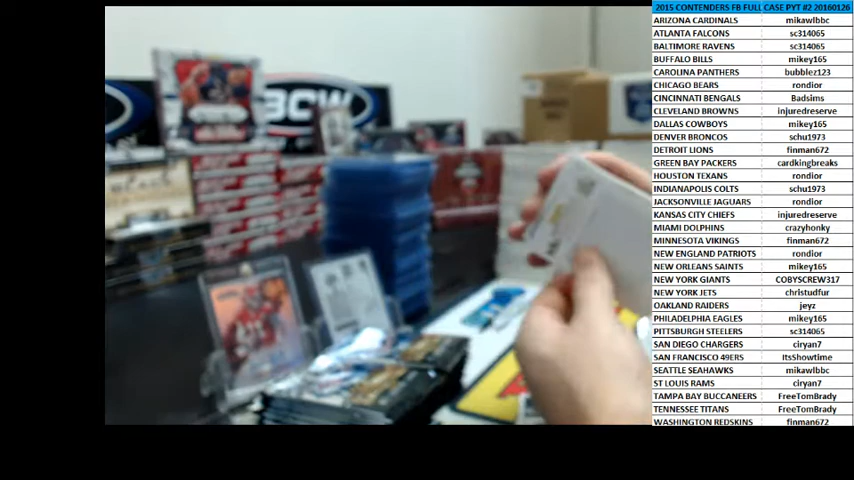 2015 CONTENDERS FB FULL CASE PYT #2 20160126
ARIZONA CARDINALS mikawlbbc
ATLANTA FALCONS sc314065
BALTIMORE RAVENS sc314065
BUFFALO BILLS mikey165
CAROLINA PANTHERS bubblez123
CHICAGO BEARS rondior
CINCINNATI BENGALS Badsims
CLEVELAND BROWNS injuredreserve
DALLAS COWBOYS mikey165
DENVER BRONCOS schu1973
DETROIT LIONS finman672
GREEN BAY PACKERS cardkingbreaks
HOUSTON TEXANS rondior
INDIANAPOLIS COLTS schu1973
JACKSONVILLE JAGUARS rondior
KANSAS CITY CHIEFS injuredreserve
MIAMI DOLPHINS crazyhonky
MINNESOTA VIKINGS finman672
NEW ENGLAND PATRIOTS rondior
NEW ORLEANS SAINTS mikey165
NEW YORK GIANTS COBYSCREW317
NEW YORK JETS christudfur
OAKLAND RAIDERS jeyz
PHILADELPHIA EAGLES mikey165
PITTSBURGH STEELERS sc314065
SAN DIEGO CHARGERS ciryan7
SAN FRANCISCO 49ERS ItsShowtime
SEATTLE SEAHAWKS mikawlbbc
ST LOUIS RAMS ciryan7
TAMPA BAY BUCCANEERS FreeTomBrady
TENNESSEE TITANS FreeTomBrady
WASHINGTON REDSKINS finman672
BCW